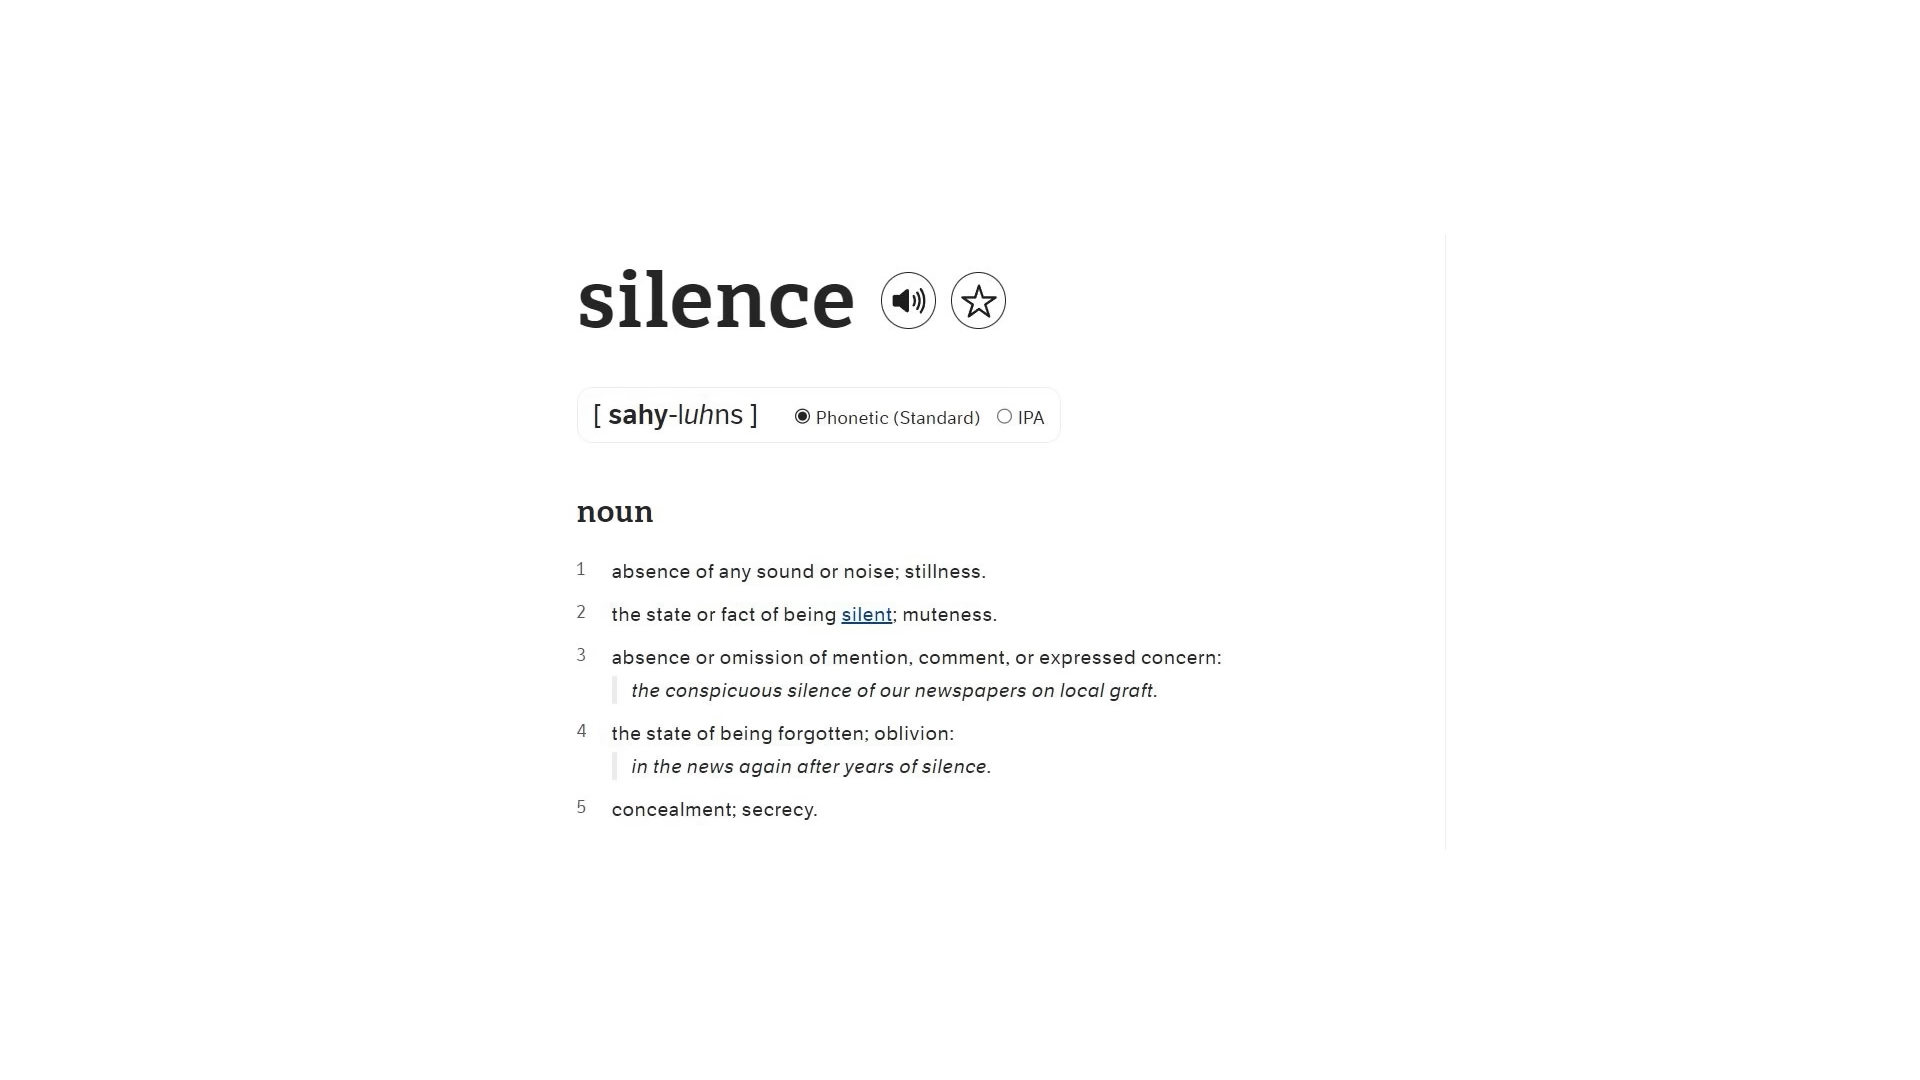 silence
[ sahy-luhns ] Phonetic (Standard) IPA
noun
1 absence of any sound or noise; stillness.
2 the state or fact of being silent; muteness.
3 absence or omission of mention, comment, or expressed concern:
the conspicuous silence of our newspapers on local graft.
4 the state of being forgotten; oblivion:
in the news again after years of silence.
5 concealment; secrecy.